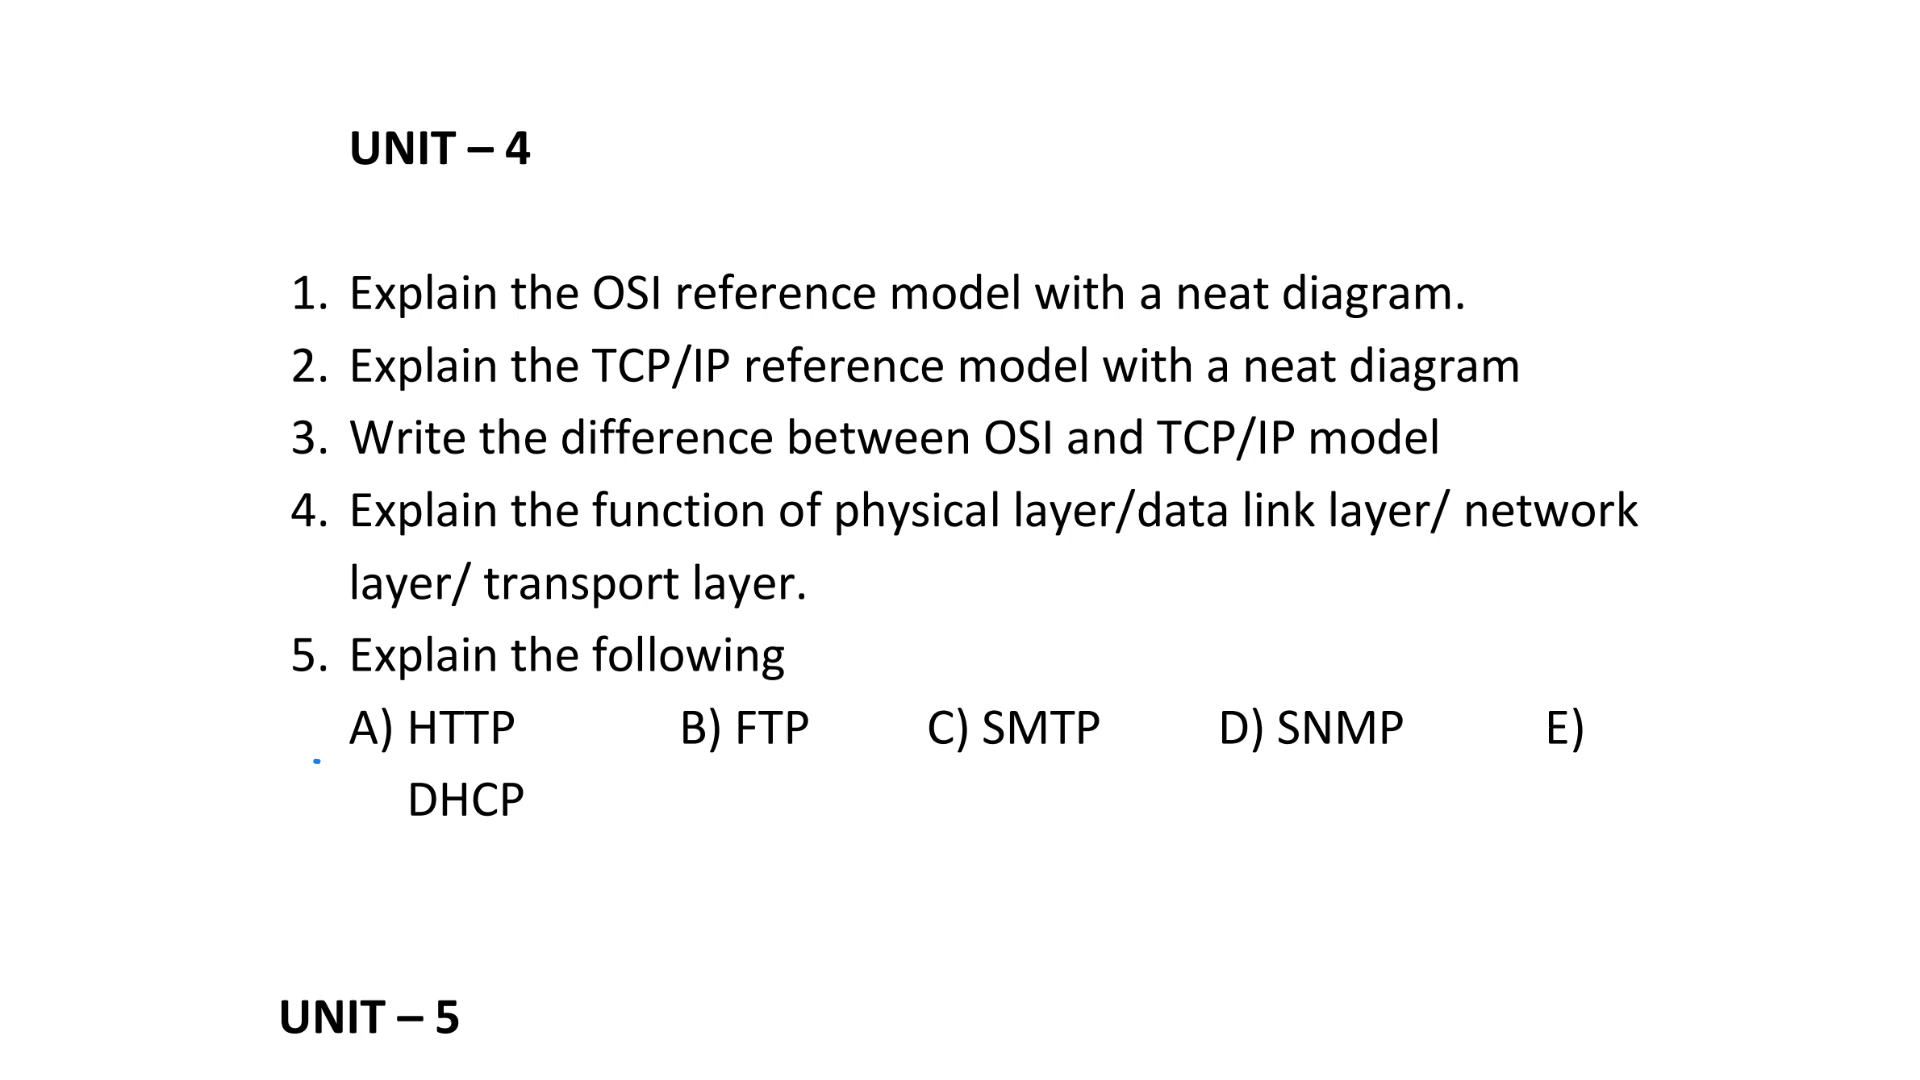 UNIT – 4
1. Explain the OSI reference model with a neat diagram.
2. Explain the TCP/IP reference model with a neat diagram
3. Write the difference between OSI and TCP/IP model
4. Explain the function of physical layer/data link layer/ network
layer/ transport layer.
5. Explain the following
A) HTTP B) FTP C) SMTP D) SNMP E)
DHCP
UNIT – 5